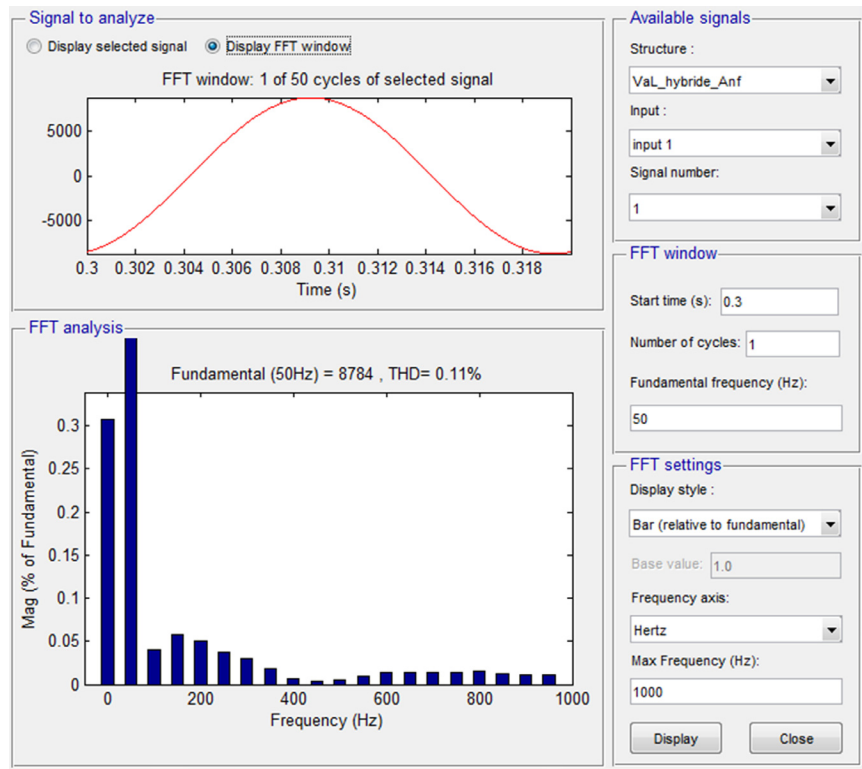 Signal to analyze
Display selected signal
Display FFT window
FFT window: 1 of 50 cycles of selected signal
5000
0
-5000
0.3 0.302 0.304 0.306 0.308 0.31 0.312 0.314 0.316 0.318
Time (s)
FFT analysis
Fundamental (50Hz) = 8784 , THD= 0.11%
Mag (% of Fundamental)
0.3
0.25
0.2
0.15
0.1
0.05
0
0 200 400 600 800 1000
Frequency (Hz)
Available signals
Structure :
VaL_hybride_Anf
Input :
input 1
Signal number:
1
FFT window
Start time (s): 0.3
Number of cycles: 1
Fundamental frequency (Hz):
50
FFT settings
Display style :
Bar (relative to fundamental)
Base value: 1.0
Frequency axis:
Hertz
Max Frequency (Hz):
1000
Display
Close